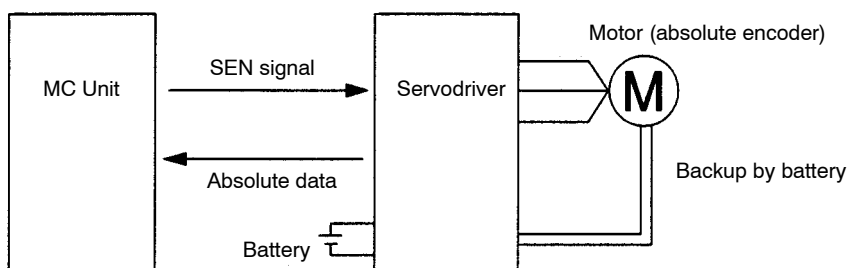 Motor (absolute encoder)
SEN signal
MC Unit
Servodriver
M
Absolute data
Backup by battery
Battery